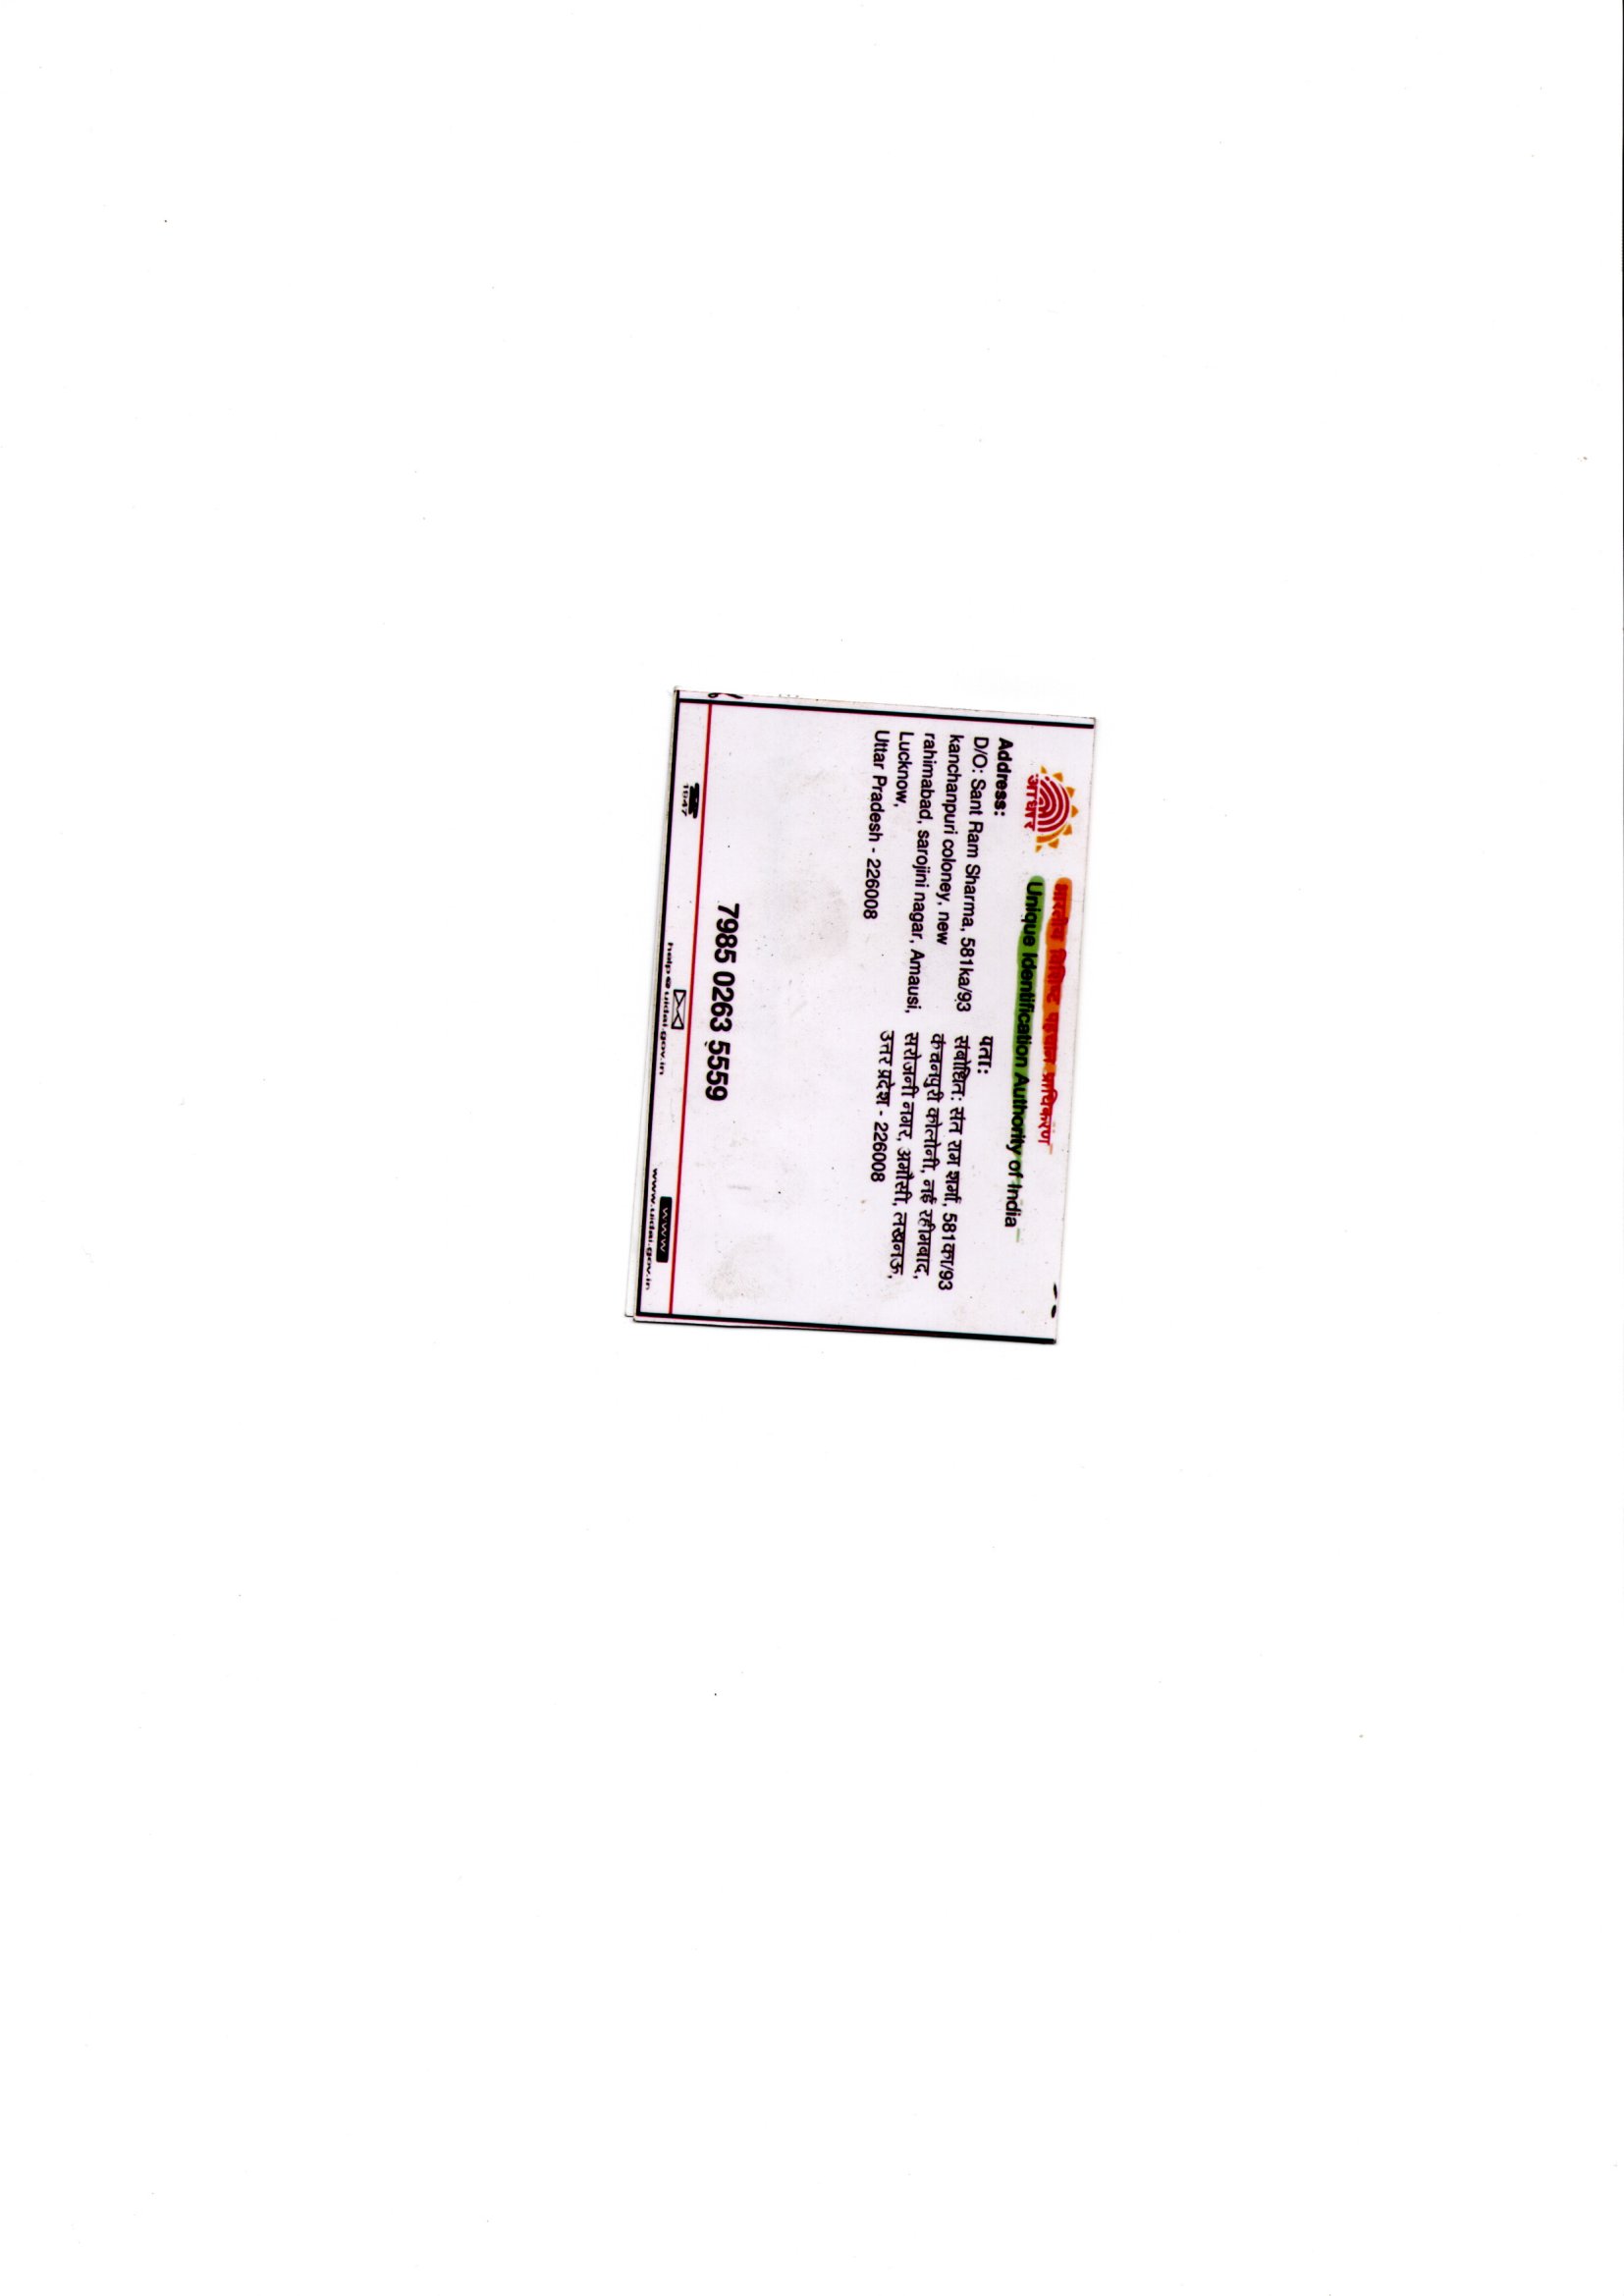 आधार
भारतीय विशिष्ट पहचान प्राधिकरण
Unique Identification Authority of India
Address:
D/O: Sant Ram Sharma, 581ka/93
kanchanpuri coloney, new
rahimabad, sarojini nagar, Amausi,
Lucknow,
Uttar Pradesh - 226008
पता:
संबोधित: संत राम शर्मा, 581का/93
कंचनपुरी कोलोनी, नई रहीमबाद,
सरोजनी नगर, अमौसी, लखनऊ,
उत्तर प्रदेश - 226008
7985 0263 5559
1947
help@uidai.gov.in
www
www.uidai.gov.in